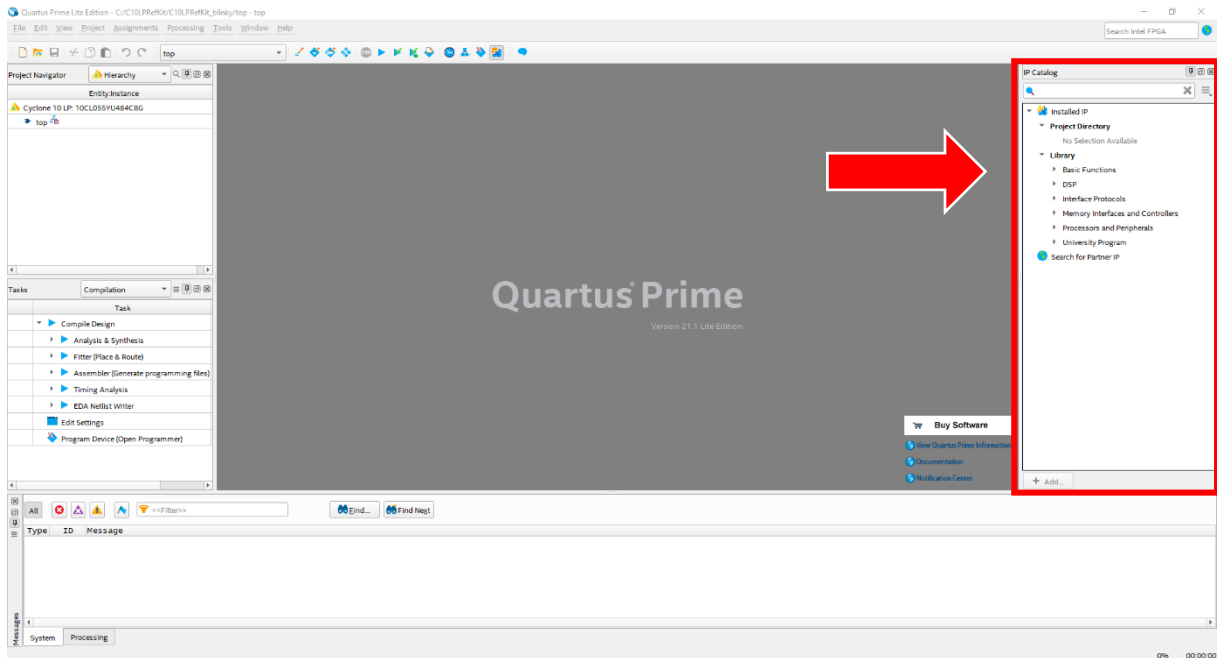 Quartus Prime Lite Edition - C:/C10LPRefKit/C10LPRefKit_blinky/top - top
File Edit View Project Assignments Processing Tools Window Help
Search Intel FPGA
top
Project Navigator
Hierarchy
Entity:Instance
Cyclone 10 LP: 10CL055YU484C8G
top
Tasks
Compilation
Task
Compile Design
Analysis & Synthesis
Fitter (Place & Route)
Assembler (Generate programming files)
Timing Analysis
EDA Netlist Writer
Edit Settings
Program Device (Open Programmer)
Quartus Prime
Version 21.1 Lite Edition
Buy Software
View Quartus Prime Information
Documentation
Notification Center
IP Catalog
Installed IP
Project Directory
No Selection Available
Library
Basic Functions
DSP
Interface Protocols
Memory Interfaces and Controllers
Processors and Peripherals
University Program
Search for Partner IP
+ Add...
All
<<Filter>>
Find...
Find Next
Type ID Message
Messages
System
Processing
0% 00:00:00